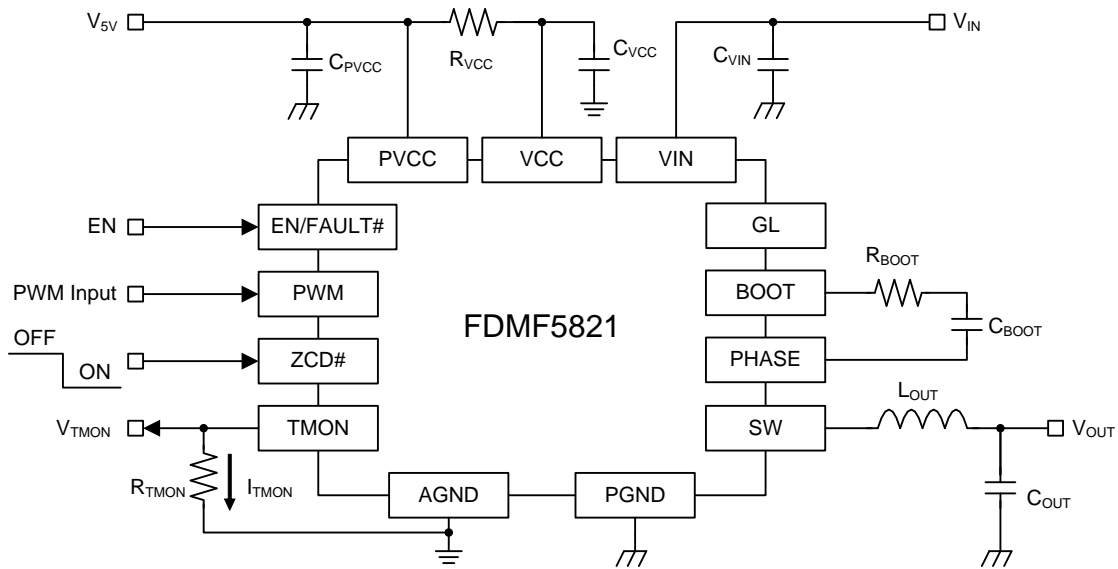 V5V
RVCC
VIN
CPVCC
CVCC
CVIN
PVCC
VCC
VIN
EN
EN/FAULT#
GL
RBOOT
PWM Input
PWM
BOOT
CBOOT
FDMF5821
OFF
ON
ZCD#
PHASE
LOUT
VTMON
TMON
SW
VOUT
RTMON
ITMON
AGND
PGND
COUT